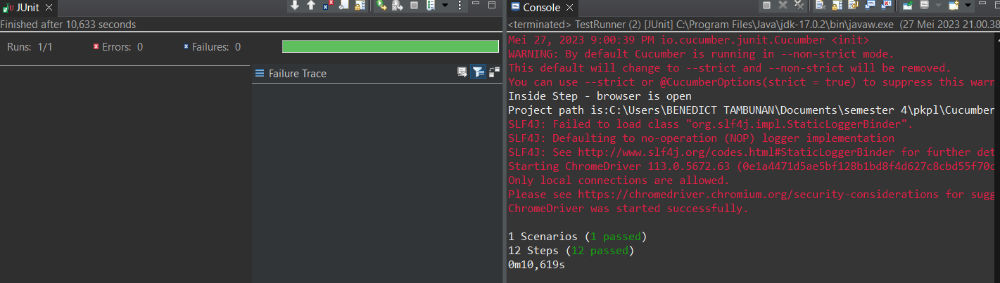 JUnit
Finished after 10,633 seconds
Runs: 1/1
Errors: 0
Failures: 0
Failure Trace
Console
<terminated> TestRunner (2) [JUnit] C:\Program Files\Java\jdk-17.0.2\bin\javaw.exe (27 Mei 2023 21.00.38
Mei 27, 2023 9:00:39 PM io.cucumber.junit.Cucumber <init>
WARNING: By default Cucumber is running in --non-strict mode.
This default will change to --strict and --non-strict will be removed.
You can use --strict or @CucumberOptions(strict = true) to suppress this warn
Inside Step - browser is open
Project path is:C:\Users\BENEDICT TAMBUNAN\Documents\semester 4\pkpl\Cucumber
SLF4J: Failed to load class "org.slf4j.impl.StaticLoggerBinder".
SLF4J: Defaulting to no-operation (NOP) logger implementation
SLF4J: See http://www.slf4j.org/codes.html#StaticLoggerBinder for further det
Starting ChromeDriver 113.0.5672.63 (0e1a4471d5ae5bf128b1bd8f4d627c8cbd55f70c
Only local connections are allowed.
Please see https://chromedriver.chromium.org/security-considerations for sugg
ChromeDriver was started successfully.
1 Scenarios (1 passed)
12 Steps (12 passed)
0m10,619s